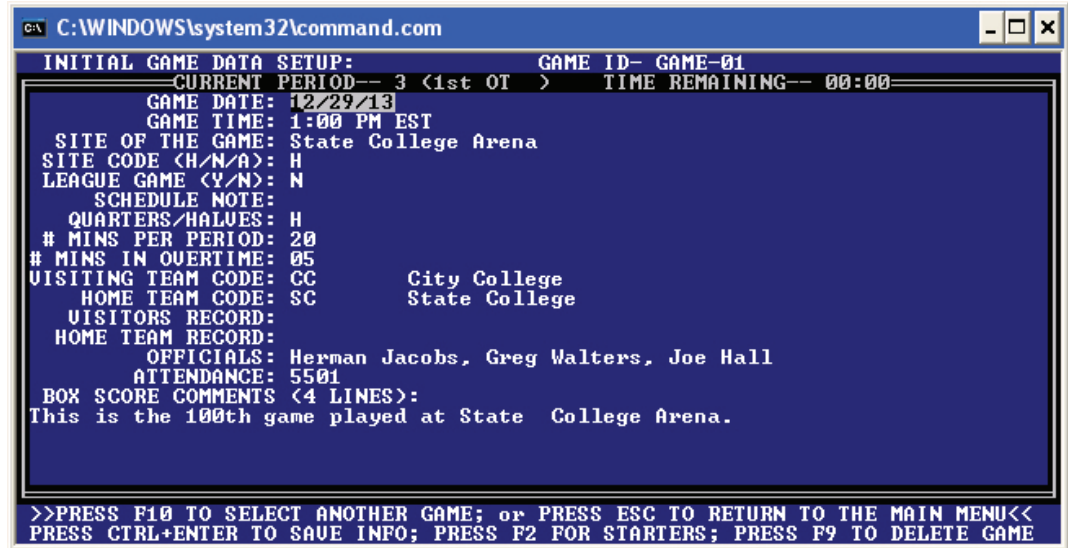 C:\WINDOWS\system32\command.com
INITIAL GAME DATA SETUP: GAME ID- GAME-01
CURRENT PERIOD-- 3 (1st OT ) TIME REMAINING-- 00:00
GAME DATE: 12/29/13
GAME TIME: 1:00 PM EST
SITE OF THE GAME: State College Arena
SITE CODE (H/N/A): H
LEAGUE GAME (Y/N): N
SCHEDULE NOTE:
QUARTERS/HALVES: H
# MINS PER PERIOD: 20
# MINS IN OVERTIME: 05
VISITING TEAM CODE: CC City College
HOME TEAM CODE: SC State College
VISITORS RECORD:
HOME TEAM RECORD:
OFFICIALS: Herman Jacobs, Greg Walters, Joe Hall
ATTENDANCE: 5501
BOX SCORE COMMENTS (4 LINES):
This is the 100th game played at State  College Arena.
>>PRESS F10 TO SELECT ANOTHER GAME; or PRESS ESC TO RETURN TO THE MAIN MENU<<
PRESS CTRL+ENTER TO SAVE INFO; PRESS F2 FOR STARTERS; PRESS F9 TO DELETE GAME